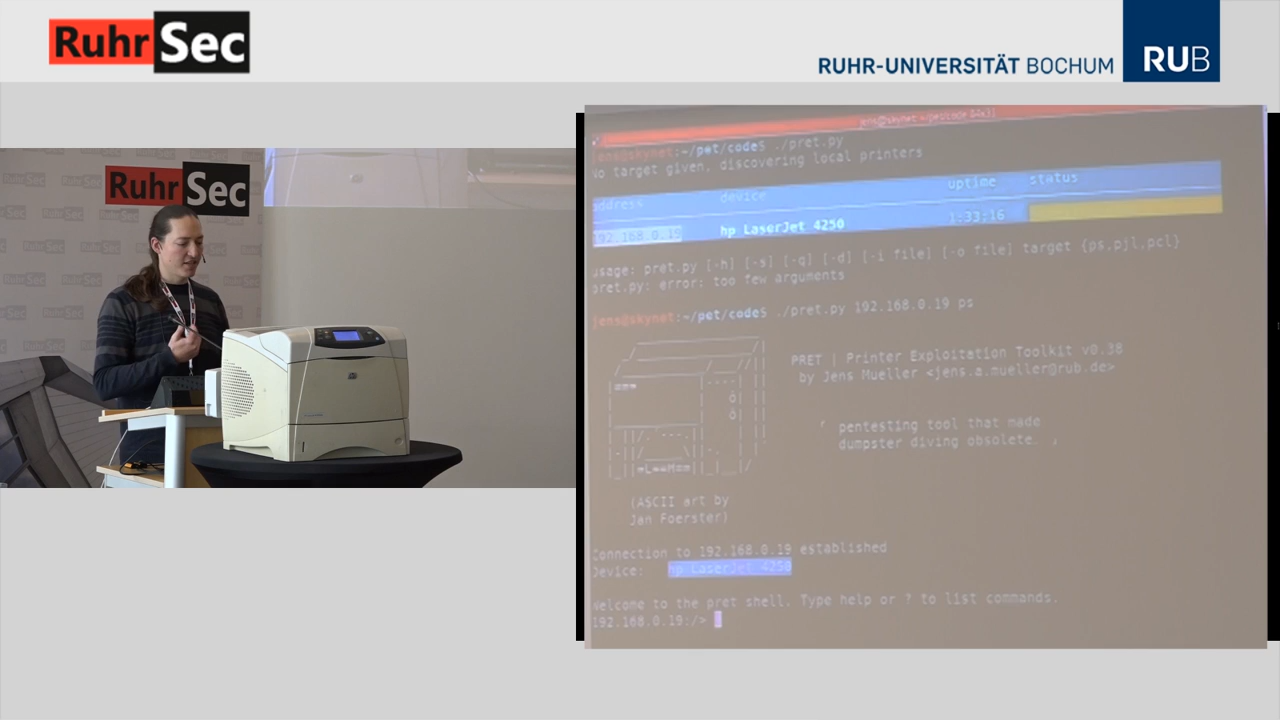 RuhrSec
RUHR-UNIVERSITÄT BOCHUM
RUB
RuhrSec
jens@skynet:~/pet/code$ ./pret.py
No target given, discovering local printers
address device uptime status
192.168.0.19 hp LaserJet 4250 1:33:16
usage: pret.py [-h] [-s] [-q] [-d] [-i file] [-o file] target {ps,pjl,pcl}
pret.py: error: too few arguments
jens@skynet:~/pet/code$ ./pret.py 192.168.0.19 ps
PRET | Printer Exploitation Toolkit v0.38
by Jens Mueller <jens.a.mueller@rub.de>
pentesting tool that made
dumpster diving obsolete.
(ASCII art by
Jan Foerster)
Connection to 192.168.0.19 established
Device: hp LaserJet 4250
Welcome to the pret shell. Type help or ? to list commands.
192.168.0.19:/>